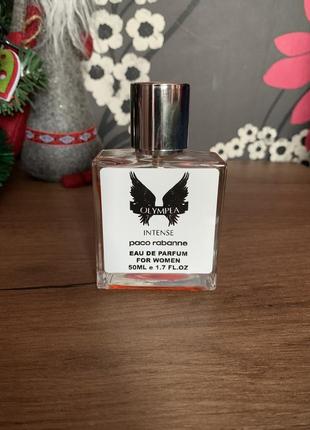 OLYMPEA
INTENSE
paco rabanne
EAU DE PARFUM
FOR WOMEN
50ML e 1.7 FL.OZ